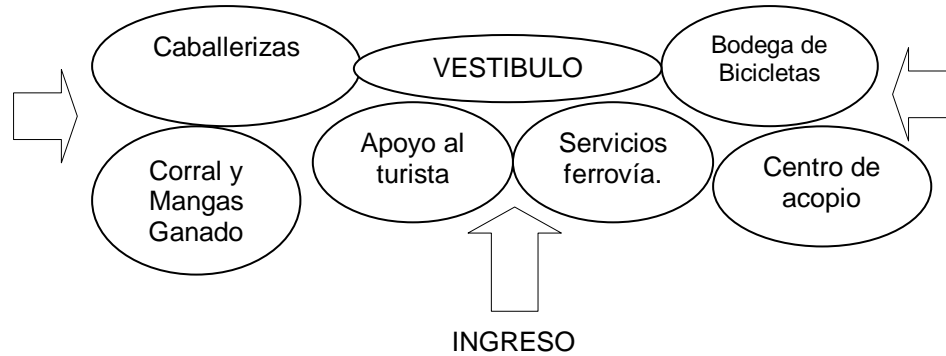 Caballerizas
VESTIBULO
Bodega de
Bicicletas
Corral y
Mangas
Ganado
Apoyo al
turista
Servicios
ferrovía.
Centro de
acopio
INGRESO